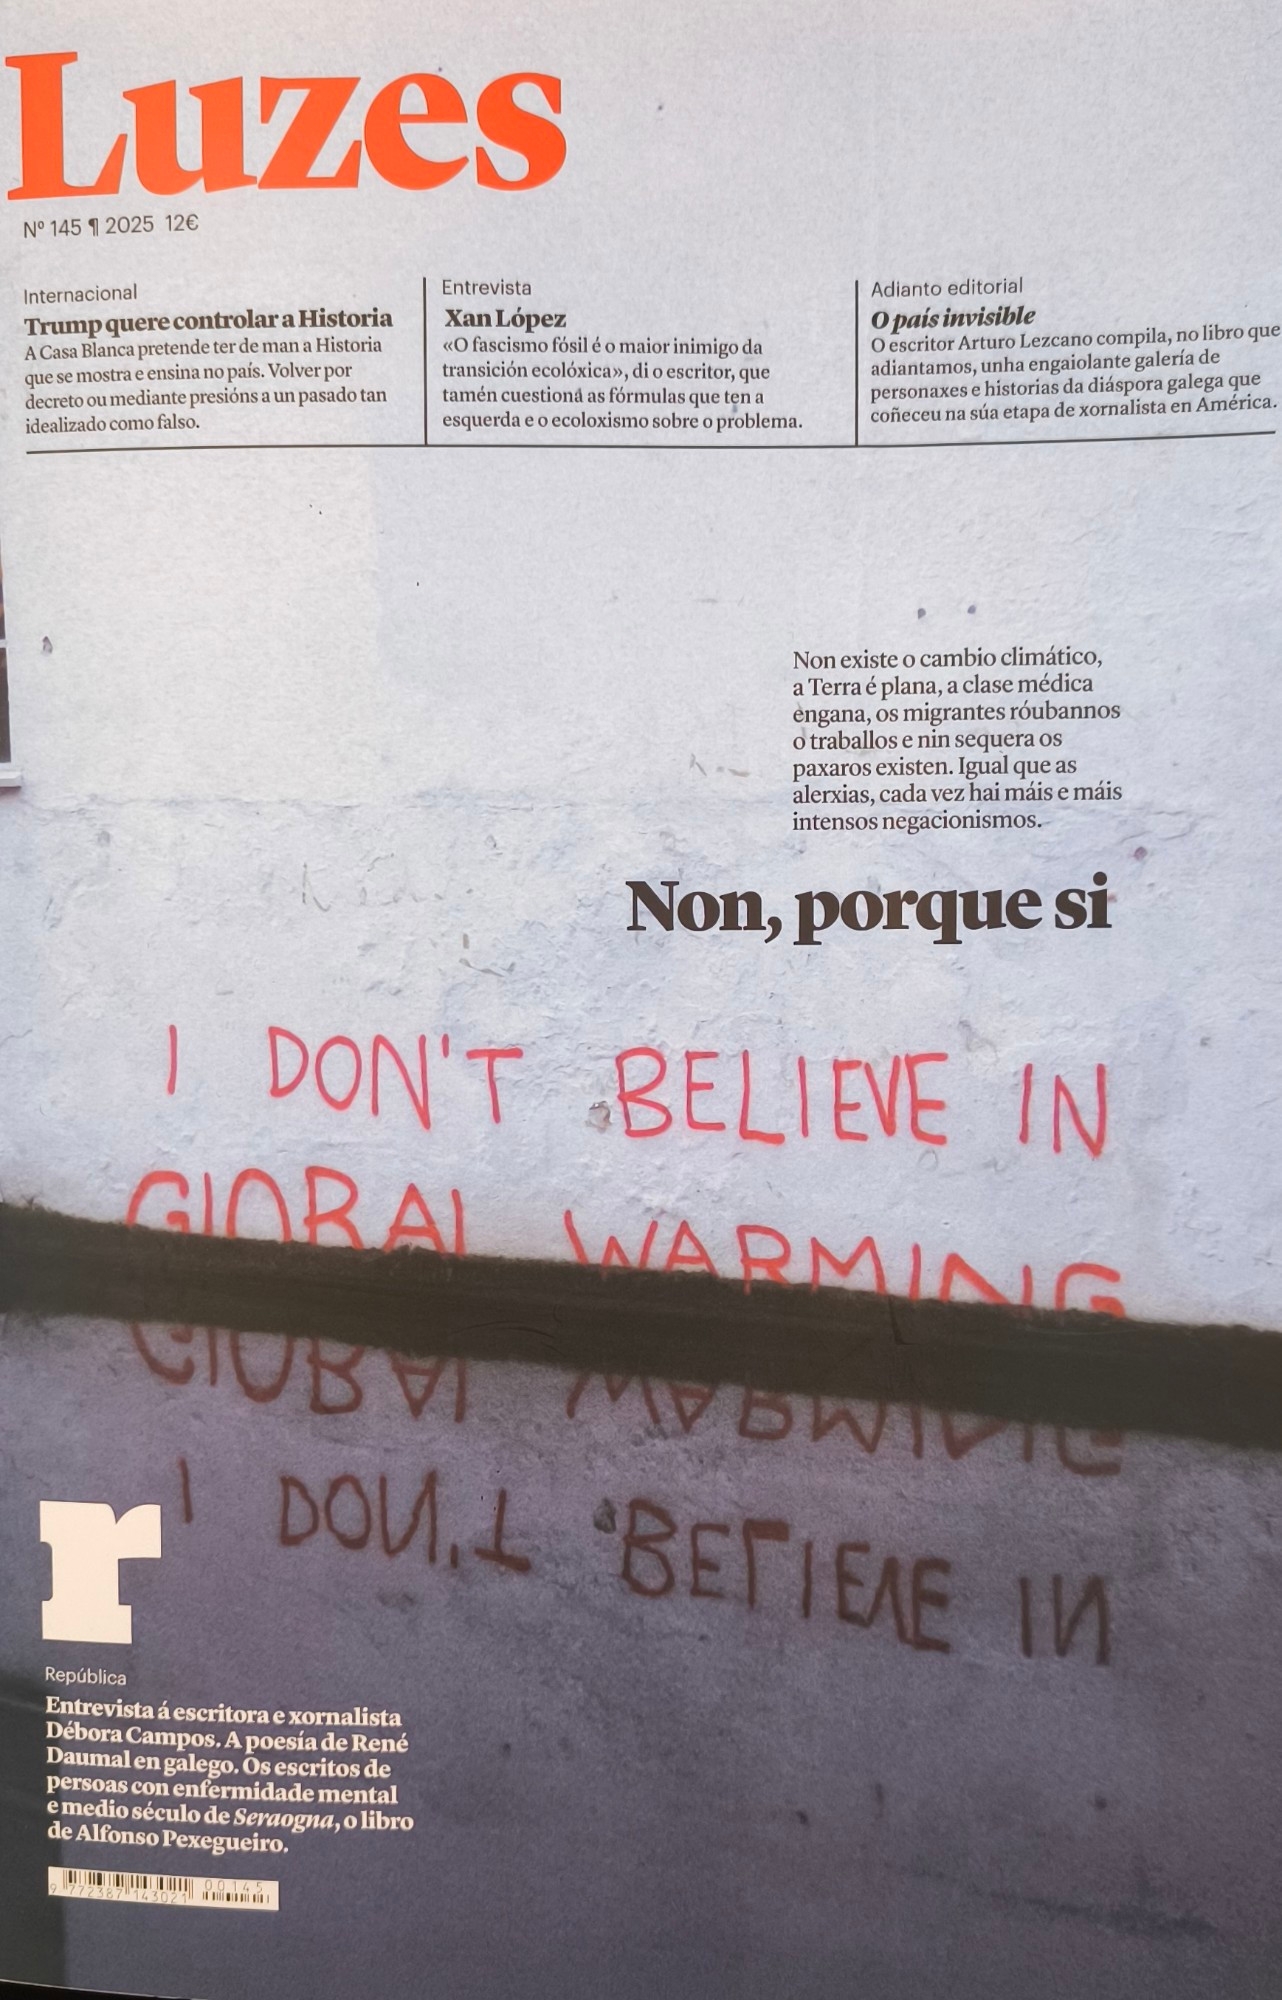 Luzes
Nº 145 ¶ 2025 12€
Internacional
Trump quere controlar a Historia
A Casa Blanca pretende ter de man a Historia
que se mostra e ensina no país. Volver por
decreto ou mediante presións a un pasado tan
idealizado como falso.
Entrevista
Xan López
«O fascismo fósil é o maior inimigo da
transición ecolóxica», di o escritor, que
tamén cuestiona as fórmulas que ten a
esquerda e o ecoloxismo sobre o problema.
Adianto editorial
O país invisible
O escritor Arturo Lezcano compila, no libro que
adiantamos, unha engaiolante galería de
personaxes e historias da diáspora galega que
coñeceu na súa etapa de xornalista en América.
Non existe o cambio climático,
a Terra é plana, a clase médica
engana, os migrantes róubannos
o traballos e nin sequera os
paxaros existen. Igual que as
alerxias, cada vez hai máis e máis
intensos negacionismos.
Non, porque si
I DON'T BELIEVE IN
GLOBAL WARMING
r
República
Entrevista á escritora e xornalista
Débora Campos. A poesía de René
Daumal en galego. Os escritos de
persoas con enfermidade mental
e medio século de Seraogna, o libro
de Alfonso Pexegueiro.
9 772387 143021 00145